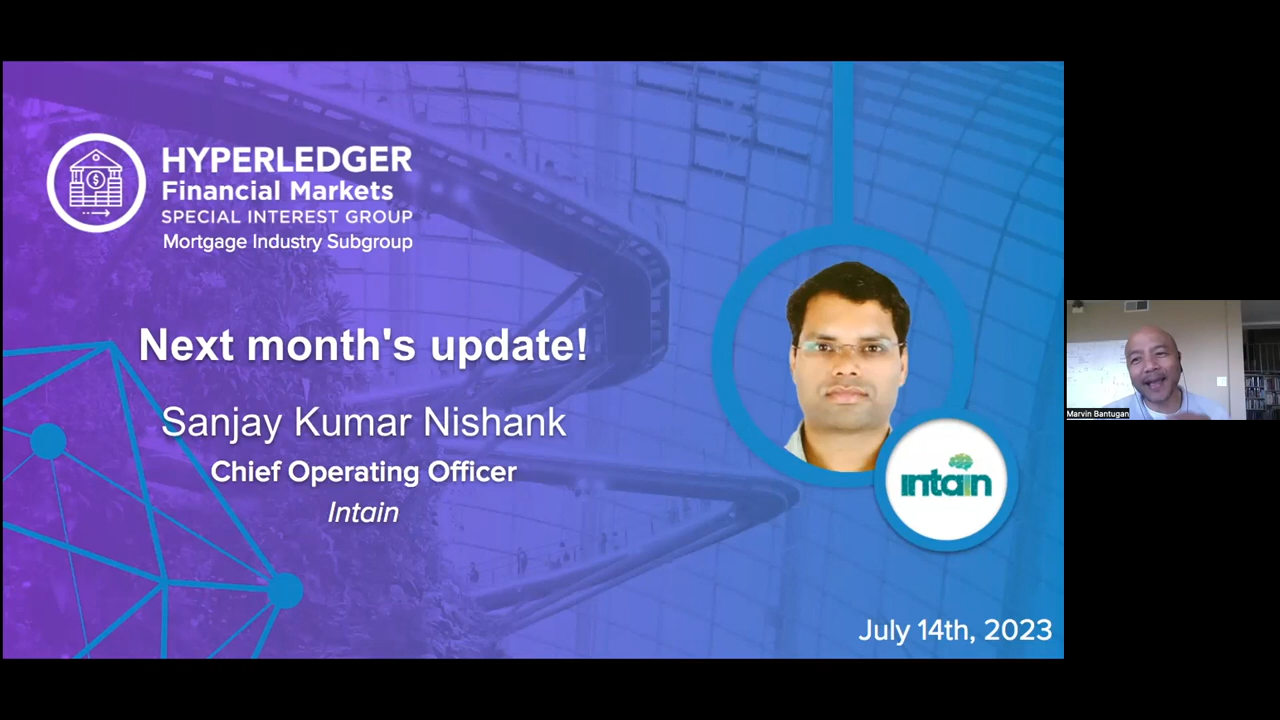 HYPERLEDGER
Financial Markets
SPECIAL INTEREST GROUP
Mortgage Industry Subgroup
Next month's update!
Sanjay Kumar Nishank
Chief Operating Officer
Intain
intain
July 14th, 2023
Marvin Bantugan